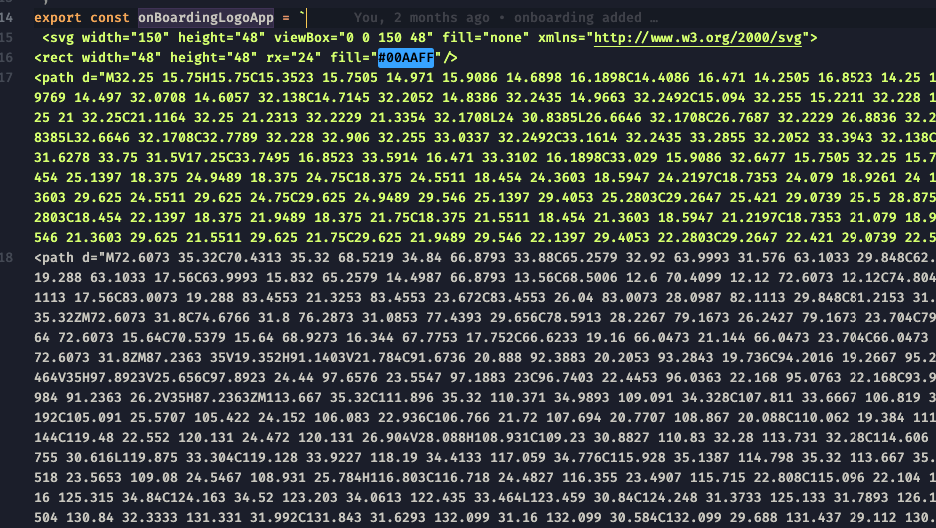 14 export const onBoardingLogoApp = ` You, 2 months ago • onboarding added …
15 <svg width="150" height="48" viewBox="0 0 150 48" fill="none" xmlns="http://www.w3.org/2000/svg">
16 <rect width="48" height="48" rx="24" fill="#00AAFF"/>
17 <path d="M32.25 15.75H15.75C15.3523 15.7505 14.971 15.9086 14.6898 16.1898C14.4086 16.471 14.2505 16.8523 14.25 1
9769 14.497 32.0708 14.6057 32.138C14.7145 32.2052 14.8386 32.2435 14.9663 32.2492C15.094 32.255 15.2211 32.228 1
25 21 32.25C21.1164 32.25 21.2313 32.2229 21.3354 32.1708L24 30.8385L26.6646 32.1708C26.7687 32.2229 26.8836 32.2
8385L32.6646 32.1708C32.7789 32.228 32.906 32.255 33.0337 32.2492C33.1614 32.2435 33.2855 32.2052 33.3943 32.138C
31.6278 33.75 31.5V17.25C33.7495 16.8523 33.5914 16.471 33.3102 16.1898C33.029 15.9086 32.6477 15.7505 32.25 15.7
454 25.1397 18.375 24.9489 18.375 24.75C18.375 24.5511 18.454 24.3603 18.5947 24.2197C18.7353 24.079 18.9261 24 1
3603 29.625 24.5511 29.625 24.75C29.625 24.9489 29.546 25.1397 29.4053 25.2803C29.2647 25.421 29.0739 25.5 28.875
2803C18.454 22.1397 18.375 21.9489 18.375 21.75C18.375 21.5511 18.454 21.3603 18.5947 21.2197C18.7353 21.079 18.9
546 21.3603 29.625 21.5511 29.625 21.75C29.625 21.9489 29.546 22.1397 29.4053 22.2803C29.2647 22.421 29.0739 22.5
18 <path d="M72.6073 35.32C70.4313 35.32 68.5219 34.84 66.8793 33.88C65.2579 32.92 63.9993 31.576 63.1033 29.848C62.
19.288 63.1033 17.56C63.9993 15.832 65.2579 14.4987 66.8793 13.56C68.5006 12.6 70.4099 12.12 72.6073 12.12C74.804
1113 17.56C83.0073 19.288 83.4553 21.3253 83.4553 23.672C83.4553 26.04 83.0073 28.0987 82.1113 29.848C81.2153 31.
35.32ZM72.6073 31.8C74.6766 31.8 76.2873 31.0853 77.4393 29.656C78.5913 28.2267 79.1673 26.2427 79.1673 23.704C79
64 72.6073 15.64C70.5379 15.64 68.9273 16.344 67.7753 17.752C66.6233 19.16 66.0473 21.144 66.0473 23.704C66.0473
72.6073 31.8ZM87.2363 35V19.352H91.1403V21.784C91.6736 20.888 92.3883 20.2053 93.2843 19.736C94.2016 19.2667 95.2
464V35H97.8923V25.656C97.8923 24.44 97.6576 23.5547 97.1883 23C96.7403 22.4453 96.0363 22.168 95.0763 22.168C93.9
984 91.2363 26.2V35H87.2363ZM113.667 35.32C111.896 35.32 110.371 34.9893 109.091 34.328C107.811 33.6667 106.819 3
192C105.091 25.5707 105.422 24.152 106.083 22.936C106.766 21.72 107.694 20.7707 108.867 20.088C110.062 19.384 111
144C119.48 22.552 120.131 24.472 120.131 26.904V28.088H108.931C109.23 30.8827 110.83 32.28 113.731 32.28C114.606
755 30.616L119.875 33.304C119.128 33.9227 118.19 34.4133 117.059 34.776C115.928 35.1387 114.798 35.32 113.667 35.
518 23.5653 109.08 24.5467 108.931 25.784H116.803C116.718 24.4827 116.355 23.4907 115.715 22.808C115.096 22.104 1
16 125.315 34.84C124.163 34.52 123.203 34.0613 122.435 33.464L123.459 30.84C124.248 31.3733 125.133 31.7893 126.1
504 130.84 32.3333 131.331 31.992C131.843 31.6293 132.099 31.16 132.099 30.584C132.099 29.688 131.437 29.112 130.